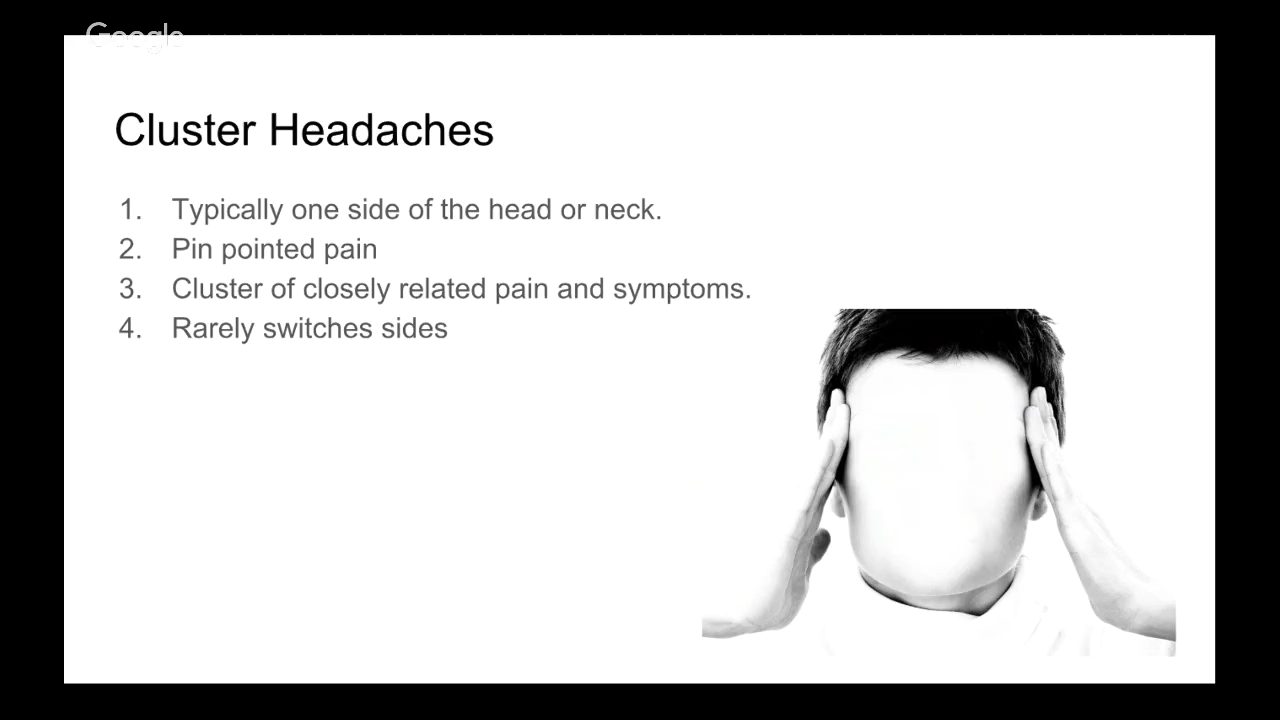 Google
Cluster Headaches
1. Typically one side of the head or neck.
2. Pin pointed pain
3. Cluster of closely related pain and symptoms.
4. Rarely switches sides